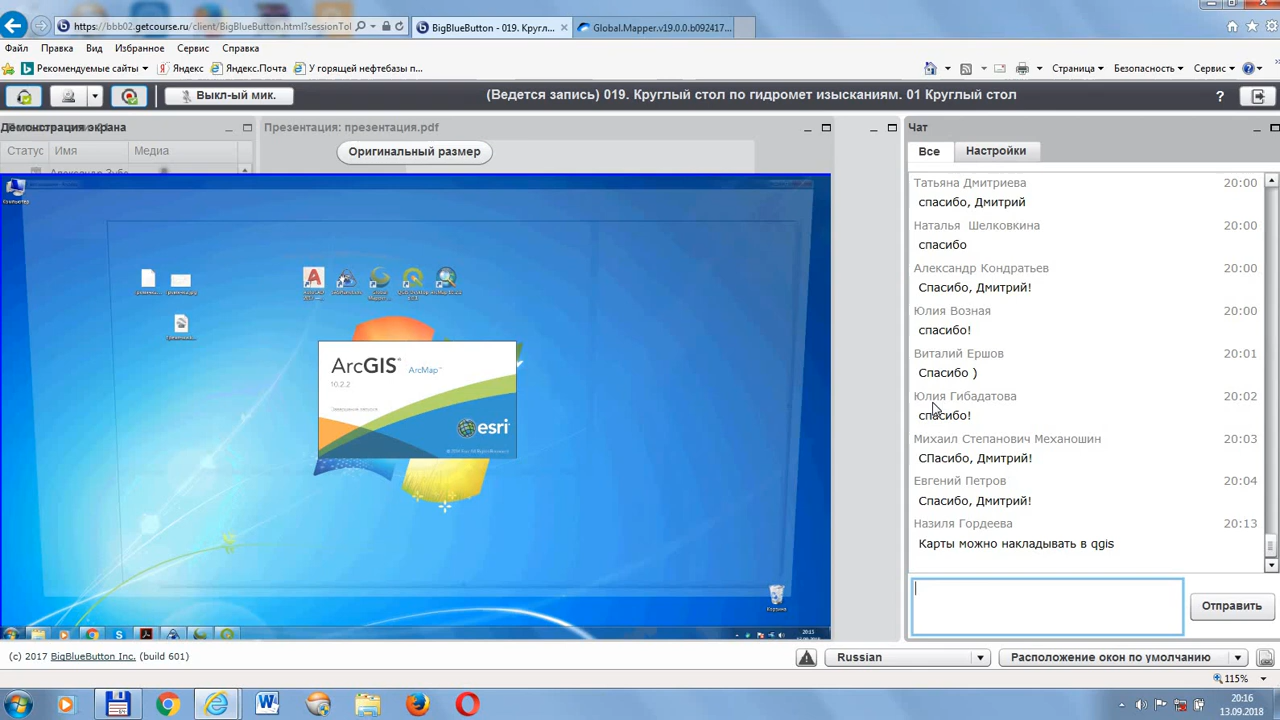 https://bbb02.getcourse.ru/client/BigBlueButton.html?sessionTol
BigBlueButton - 019. Кругл...
Global.Mapper.v19.0.0.b092417...
Файл Правка Вид Избранное Сервис Справка
Рекомендуемые сайты Яндекс Яндекс.Почта У горящей нефтебазы п...
Страница Безопасность Сервис
Выкл-ый мик.
(Ведется запись) 019. Круглый стол по гидромет изысканиям. 01 Круглый стол
?
Демонстрация экрана
Презентация: презентация.pdf
Чат
Статус Имя Медиа
Оригинальный размер
Все Настройки
Татьяна Дмитриева 20:00
спасибо, Дмитрий
Наталья Шелковкина 20:00
спасибо
Александр Кондратьев 20:00
Спасибо, Дмитрий!
Юлия Возная 20:00
спасибо!
Виталий Ершов 20:01
Спасибо )
Юлия Гибадатова 20:02
спасибо!
Михаил Степанович Механошин 20:03
СПасибо, Дмитрий!
Евгений Петров 20:04
Спасибо, Дмитрий!
Назиля Гордеева 20:13
Карты можно накладывать в qgis
Отправить
ArcGIS® ArcMap™
10.2.2
esri
Компьютер
Корзина
(c) 2017 BigBlueButton Inc. (build 601)
Russian
Расположение окон по умолчанию
115%
20:16
13.09.2018